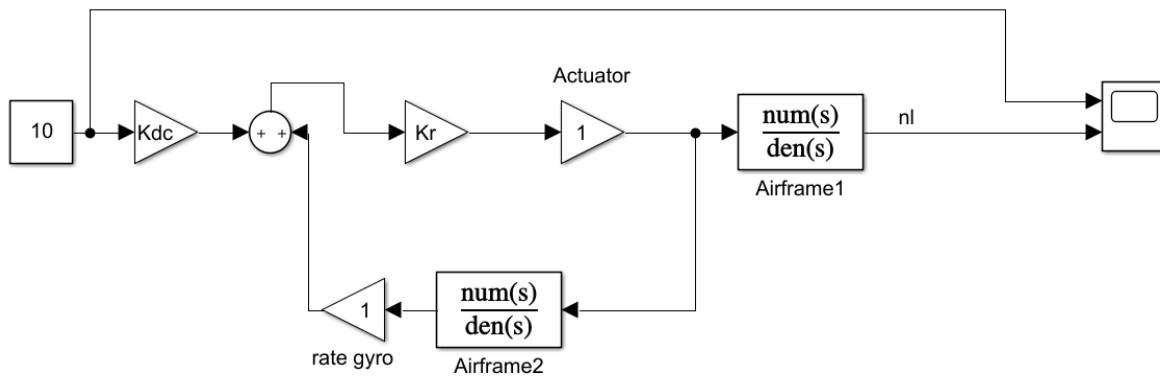 Actuator
10
Kdc
+ +
Kr
1
num(s)
den(s)
nl
Airframe1
1
num(s)
den(s)
rate gyro
Airframe2